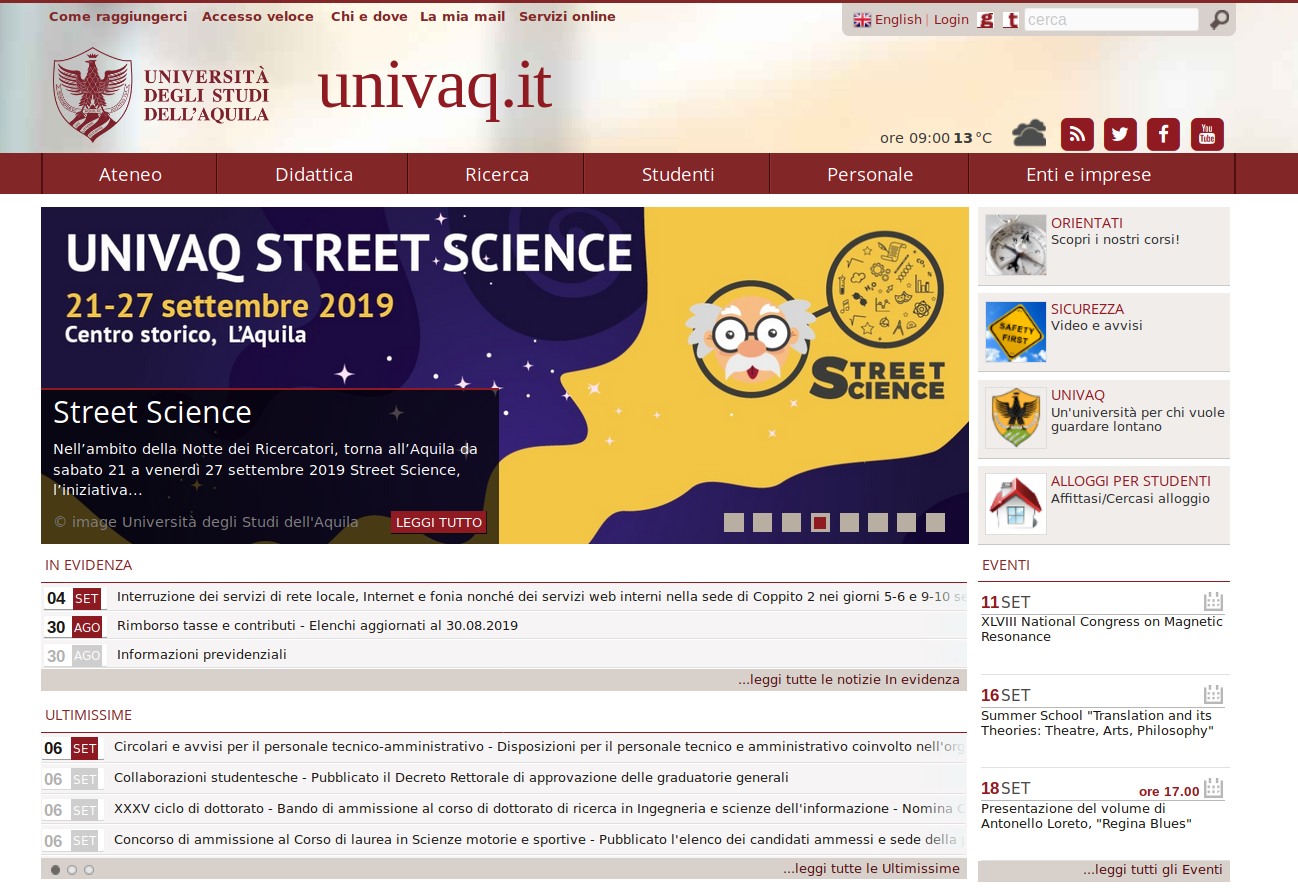 Come raggiungerci Accesso veloce Chi e dove La mia mail Servizi online
English | Login g t cerca
UNIVERSITÀ
DEGLI STUDI
DELL'AQUILA
univaq.it
ore 09:00 13 °C
You
Tube
Ateneo Didattica Ricerca Studenti Personale Enti e imprese
UNIVAQ STREET SCIENCE
21-27 settembre 2019
Centro storico, L'Aquila
STREET
SCIENCE
Street Science
Nell’ambito della Notte dei Ricercatori, torna all’Aquila da
sabato 21 a venerdì 27 settembre 2019 Street Science,
l’iniziativa...
© image Università degli Studi dell'Aquila LEGGI TUTTO
ORIENTATI
Scopri i nostri corsi!
SAFETY
FIRST
SICUREZZA
Video e avvisi
UNIVAQ
Un'università per chi vuole
guardare lontano
ALLOGGI PER STUDENTI
Affittasi/Cercasi alloggio
IN EVIDENZA
04 SET Interruzione dei servizi di rete locale, Internet e fonia nonché dei servizi web interni nella sede di Coppito 2 nei giorni 5-6 e 9-10
30 AGO Rimborso tasse e contributi - Elenchi aggiornati al 30.08.2019
30 AGO Informazioni previdenziali
...leggi tutte le notizie In evidenza
ULTIMISSIME
06 SET Circolari e avvisi per il personale tecnico-amministrativo - Disposizioni per il personale tecnico e amministrativo coinvolto nell'org
06 SET Collaborazioni studentesche - Pubblicato il Decreto Rettorale di approvazione delle graduatorie generali
06 SET XXXV ciclo di dottorato - Bando di ammissione al corso di dottorato di ricerca in Ingegneria e scienze dell'informazione - Nomina
06 SET Concorso di ammissione al Corso di laurea in Scienze motorie e sportive - Pubblicato l'elenco dei candidati ammessi e sede della
...leggi tutte le Ultimissime
EVENTI
11 SET
XLVIII National Congress on Magnetic
Resonance
16 SET
Summer School "Translation and its
Theories: Theatre, Arts, Philosophy"
18 SET ore 17.00
Presentazione del volume di
Antonello Loreto, "Regina Blues"
...leggi tutti gli Eventi